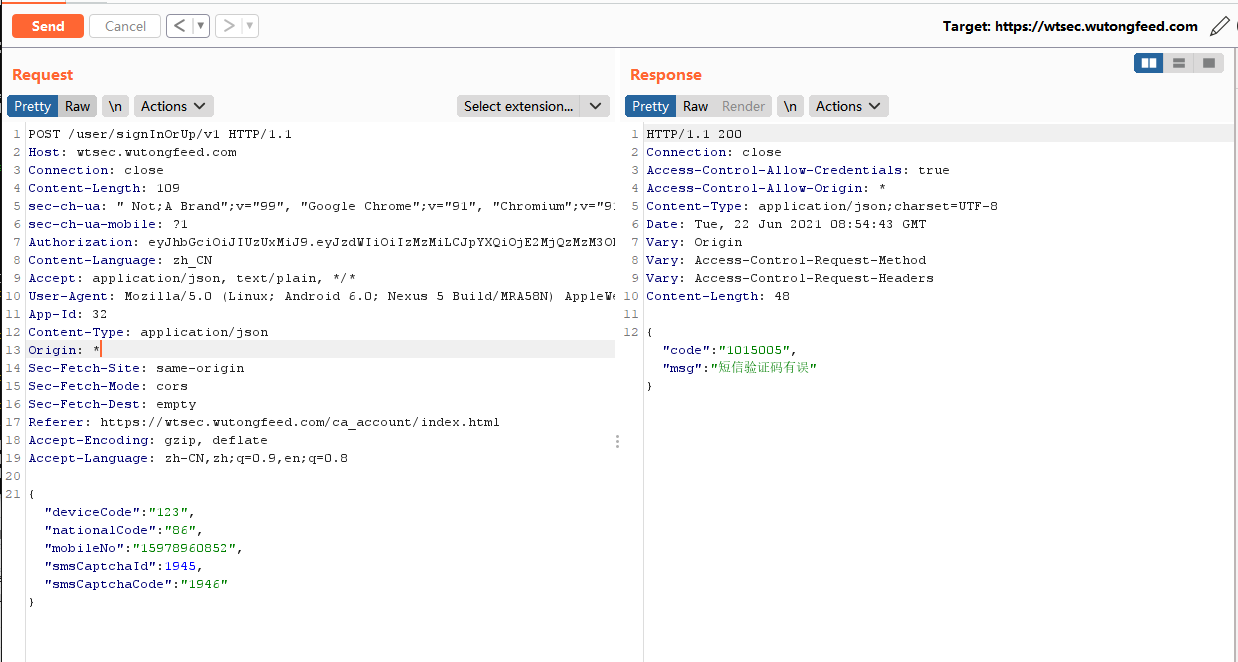 Send Cancel < ▼ > ▼ Target: https://wtsec.wutongfeed.com
Request
Pretty Raw \n Actions Select extension...
1 POST /user/signInOrUp/v1 HTTP/1.1
2 Host: wtsec.wutongfeed.com
3 Connection: close
4 Content-Length: 109
5 sec-ch-ua: " Not;A Brand";v="99", "Google Chrome";v="91", "Chromium";v="91
6 sec-ch-ua-mobile: ?1
7 Authorization: eyJhbGciOiJIUzUxMiJ9.eyJzdWIiOiIzMzMiLCJpYXQiOjE2MjQzMzM3O
8 Content-Language: zh_CN
9 Accept: application/json, text/plain, */*
10 User-Agent: Mozilla/5.0 (Linux; Android 6.0; Nexus 5 Build/MRA58N) AppleWe
11 App-Id: 32
12 Content-Type: application/json
13 Origin: *
14 Sec-Fetch-Site: same-origin
15 Sec-Fetch-Mode: cors
16 Sec-Fetch-Dest: empty
17 Referer: https://wtsec.wutongfeed.com/ca_account/index.html
18 Accept-Encoding: gzip, deflate
19 Accept-Language: zh-CN,zh;q=0.9,en;q=0.8
20
21 {
"deviceCode":"123",
"nationalCode":"86",
"mobileNo":"15978960852",
"smsCaptchaId":1945,
"smsCaptchaCode":"1946"
}
Response
Pretty Raw Render \n Actions
1 HTTP/1.1 200
2 Connection: close
3 Access-Control-Allow-Credentials: true
4 Access-Control-Allow-Origin: *
5 Content-Type: application/json;charset=UTF-8
6 Date: Tue, 22 Jun 2021 08:54:43 GMT
7 Vary: Origin
8 Vary: Access-Control-Request-Method
9 Vary: Access-Control-Request-Headers
10 Content-Length: 48
11
12 {
"code":"1015005",
"msg":"短信验证码有误"
}